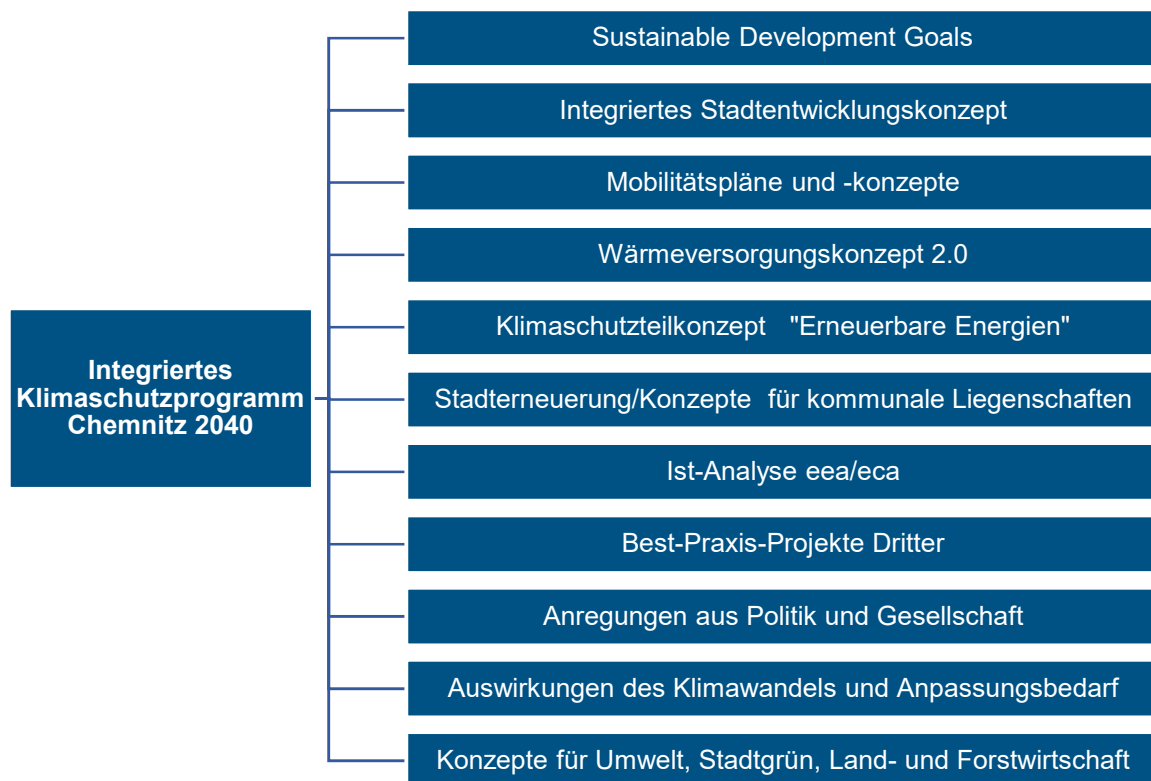 Sustainable Development Goals
Integriertes Stadtentwicklungskonzept
Mobilitätspläne und -konzepte
Wärmeversorgungskonzept 2.0
Klimaschutzteilkonzept "Erneuerbare Energien"
Integriertes
Klimaschutzprogramm
Chemnitz 2040
Stadterneuerung/Konzepte für kommunale Liegenschaften
Ist-Analyse eea/eca
Best-Praxis-Projekte Dritter
Anregungen aus Politik und Gesellschaft
Auswirkungen des Klimawandels und Anpassungsbedarf
Konzepte für Umwelt, Stadtgrün, Land- und Forstwirtschaft